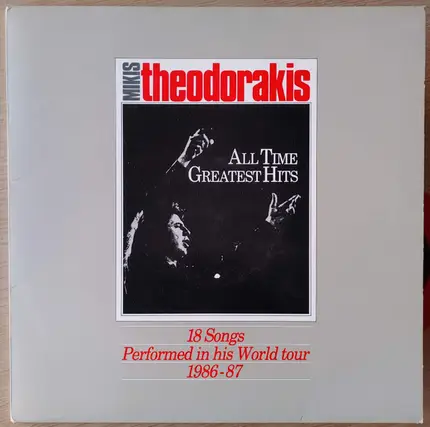 MIKIS
theodorakis
ALL TIME
GREATEST HITS
18 Songs
Performed in his World tour
1986-87